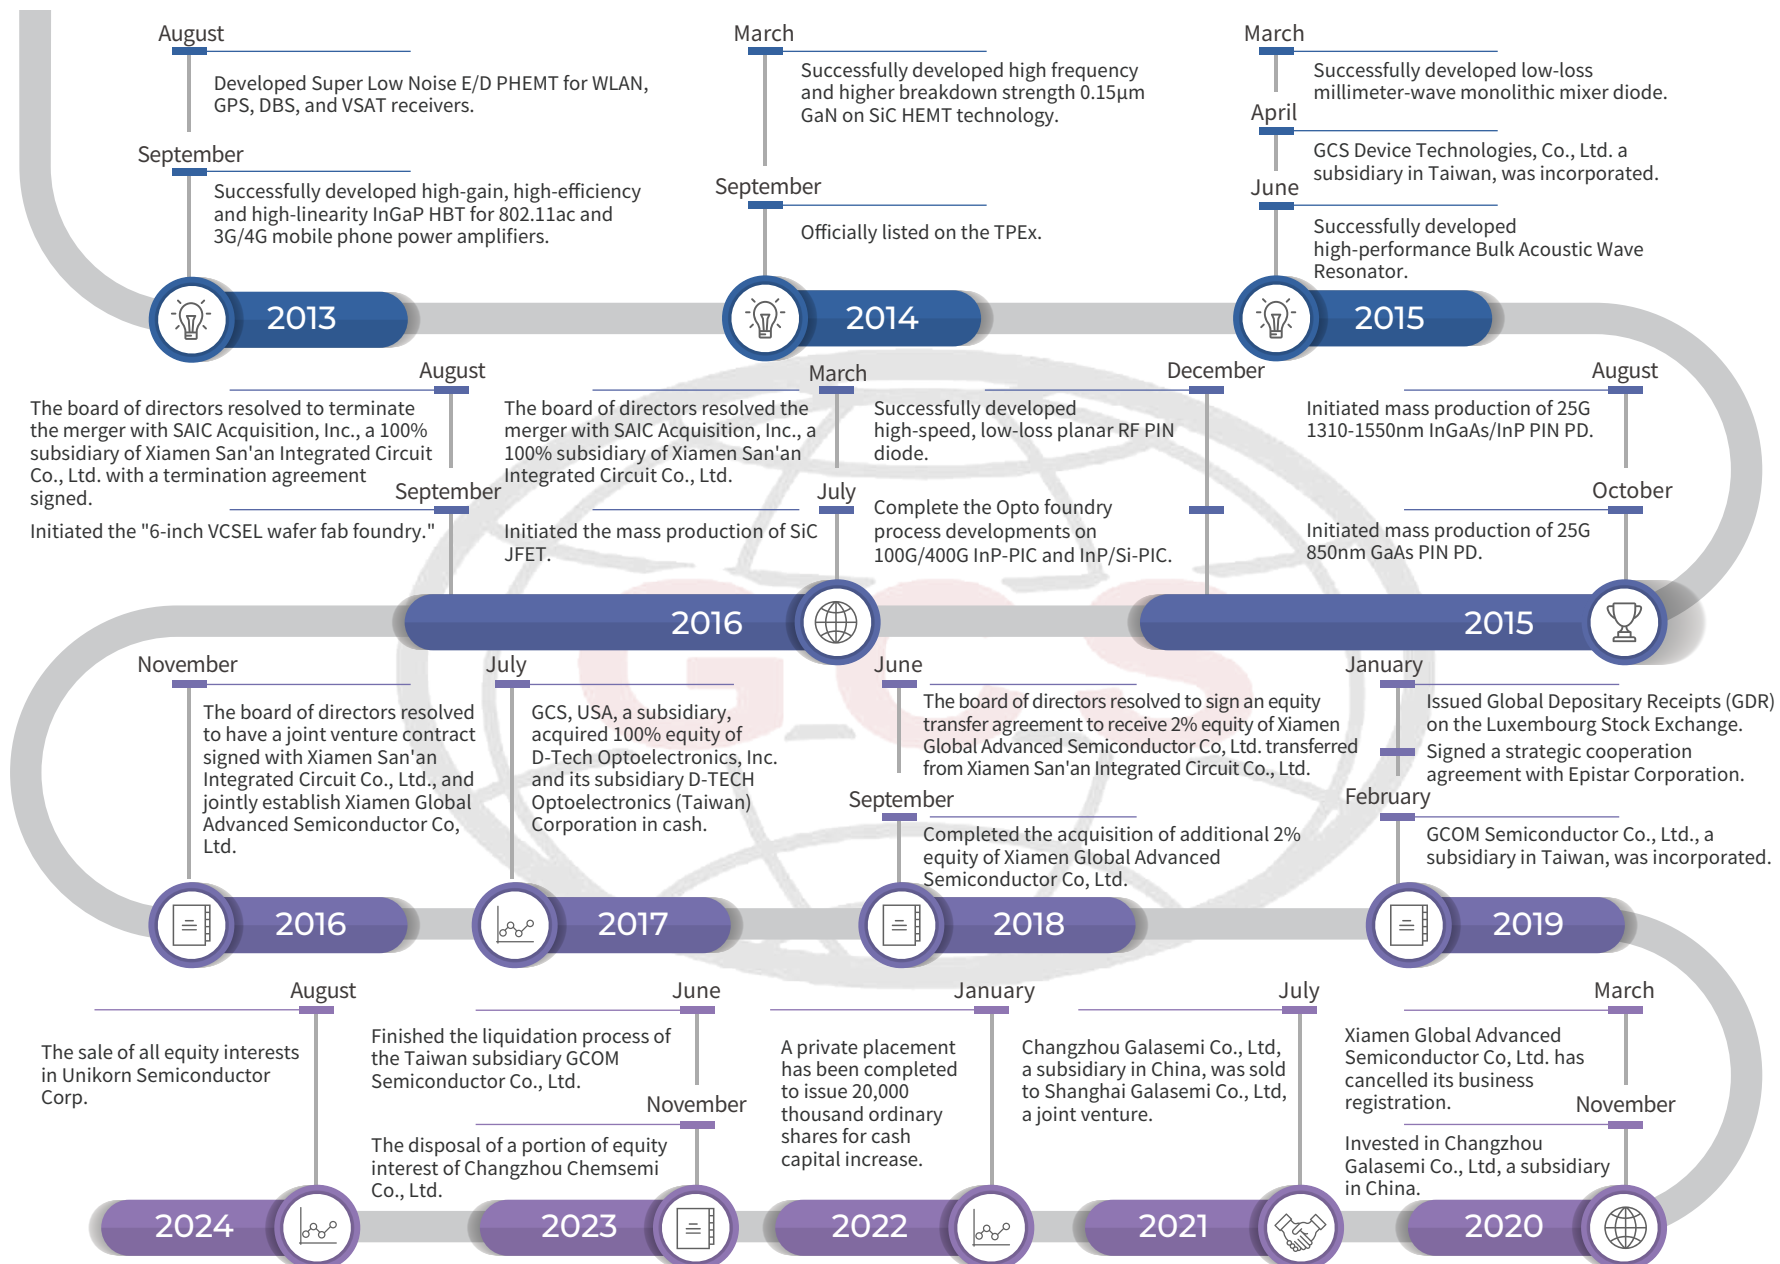 August
Developed Super Low Noise E/D PHEMT for WLAN,
GPS, DBS, and VSAT receivers.
September
Successfully developed high-gain, high-efficiency
and high-linearity InGaP HBT for 802.11ac and
3G/4G mobile phone power amplifiers.
2013
March
Successfully developed high frequency
and higher breakdown strength 0.15μm
GaN on SiC HEMT technology.
September
Officially listed on the TPEx.
2014
March
Successfully developed low-loss
millimeter-wave monolithic mixer diode.
April
GCS Device Technologies, Co., Ltd. a
subsidiary in Taiwan, was incorporated.
June
Successfully developed
high-performance Bulk Acoustic Wave
Resonator.
2015
August
Initiated mass production of 25G
1310-1550nm InGaAs/InP PIN PD.
October
Initiated mass production of 25G
850nm GaAs PIN PD.
December
Successfully developed
high-speed, low-loss planar RF PIN
diode.
Complete the Opto foundry
process developments on
100G/400G InP-PIC and InP/Si-PIC.
2015
March
The board of directors resolved the
merger with SAIC Acquisition, Inc., a
100% subsidiary of Xiamen San'an
Integrated Circuit Co., Ltd.
July
Initiated the mass production of SiC
JFET.
August
The board of directors resolved to terminate
the merger with SAIC Acquisition, Inc., a 100%
subsidiary of Xiamen San'an Integrated Circuit
Co., Ltd. with a termination agreement
signed.
September
Initiated the "6-inch VCSEL wafer fab foundry."
2016
GCS
November
The board of directors resolved
to have a joint venture contract
signed with Xiamen San'an
Integrated Circuit Co., Ltd., and
jointly establish Xiamen Global
Advanced Semiconductor Co,
Ltd.
2016
July
GCS, USA, a subsidiary,
acquired 100% equity of
D-Tech Optoelectronics, Inc.
and its subsidiary D-TECH
Optoelectronics (Taiwan)
Corporation in cash.
2017
June
The board of directors resolved to sign an equity
transfer agreement to receive 2% equity of Xiamen
Global Advanced Semiconductor Co, Ltd. transferred
from Xiamen San'an Integrated Circuit Co., Ltd.
September
Completed the acquisition of additional 2%
equity of Xiamen Global Advanced
Semiconductor Co, Ltd.
2018
January
Issued Global Depositary Receipts (GDR)
on the Luxembourg Stock Exchange.
Signed a strategic cooperation
agreement with Epistar Corporation.
February
GCOM Semiconductor Co., Ltd., a
subsidiary in Taiwan, was incorporated.
2019
March
Xiamen Global Advanced
Semiconductor Co, Ltd. has
cancelled its business
registration.
November
Invested in Changzhou
Galasemi Co., Ltd, a subsidiary
in China.
2020
July
Changzhou Galasemi Co., Ltd,
a subsidiary in China, was sold
to Shanghai Galasemi Co., Ltd,
a joint venture.
2021
January
A private placement
has been completed
to issue 20,000
thousand ordinary
shares for cash
capital increase.
2022
June
Finished the liquidation process of
the Taiwan subsidiary GCOM
Semiconductor Co., Ltd.
November
The disposal of a portion of equity
interest of Changzhou Chemsemi
Co., Ltd.
2023
August
The sale of all equity interests
in Unikorn Semiconductor
Corp.
2024